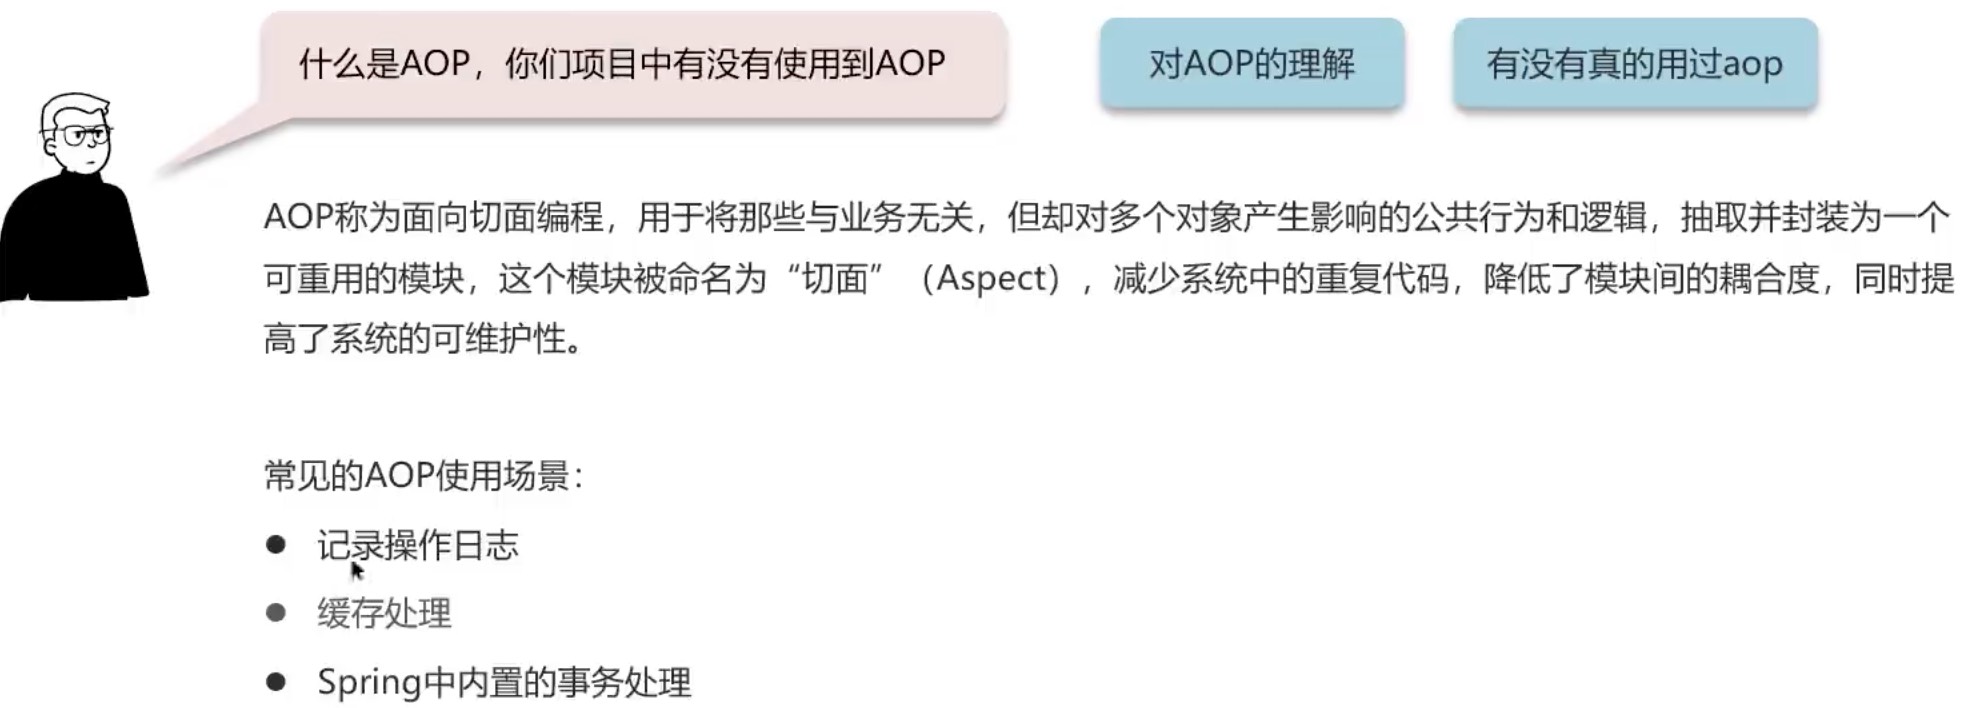 什么是AOP，你们项目中有没有使用到AOP
对AOP的理解
有没有真的用过aop
AOP称为面向切面编程，用于将那些与业务无关，但却对多个对象产生影响的公共行为和逻辑，抽取并封装为一个
可重用的模块，这个模块被命名为“切面”（Aspect），减少系统中的重复代码，降低了模块间的耦合度，同时提
高了系统的可维护性。
常见的AOP使用场景：
● 记录操作日志
● 缓存处理
● Spring中内置的事务处理